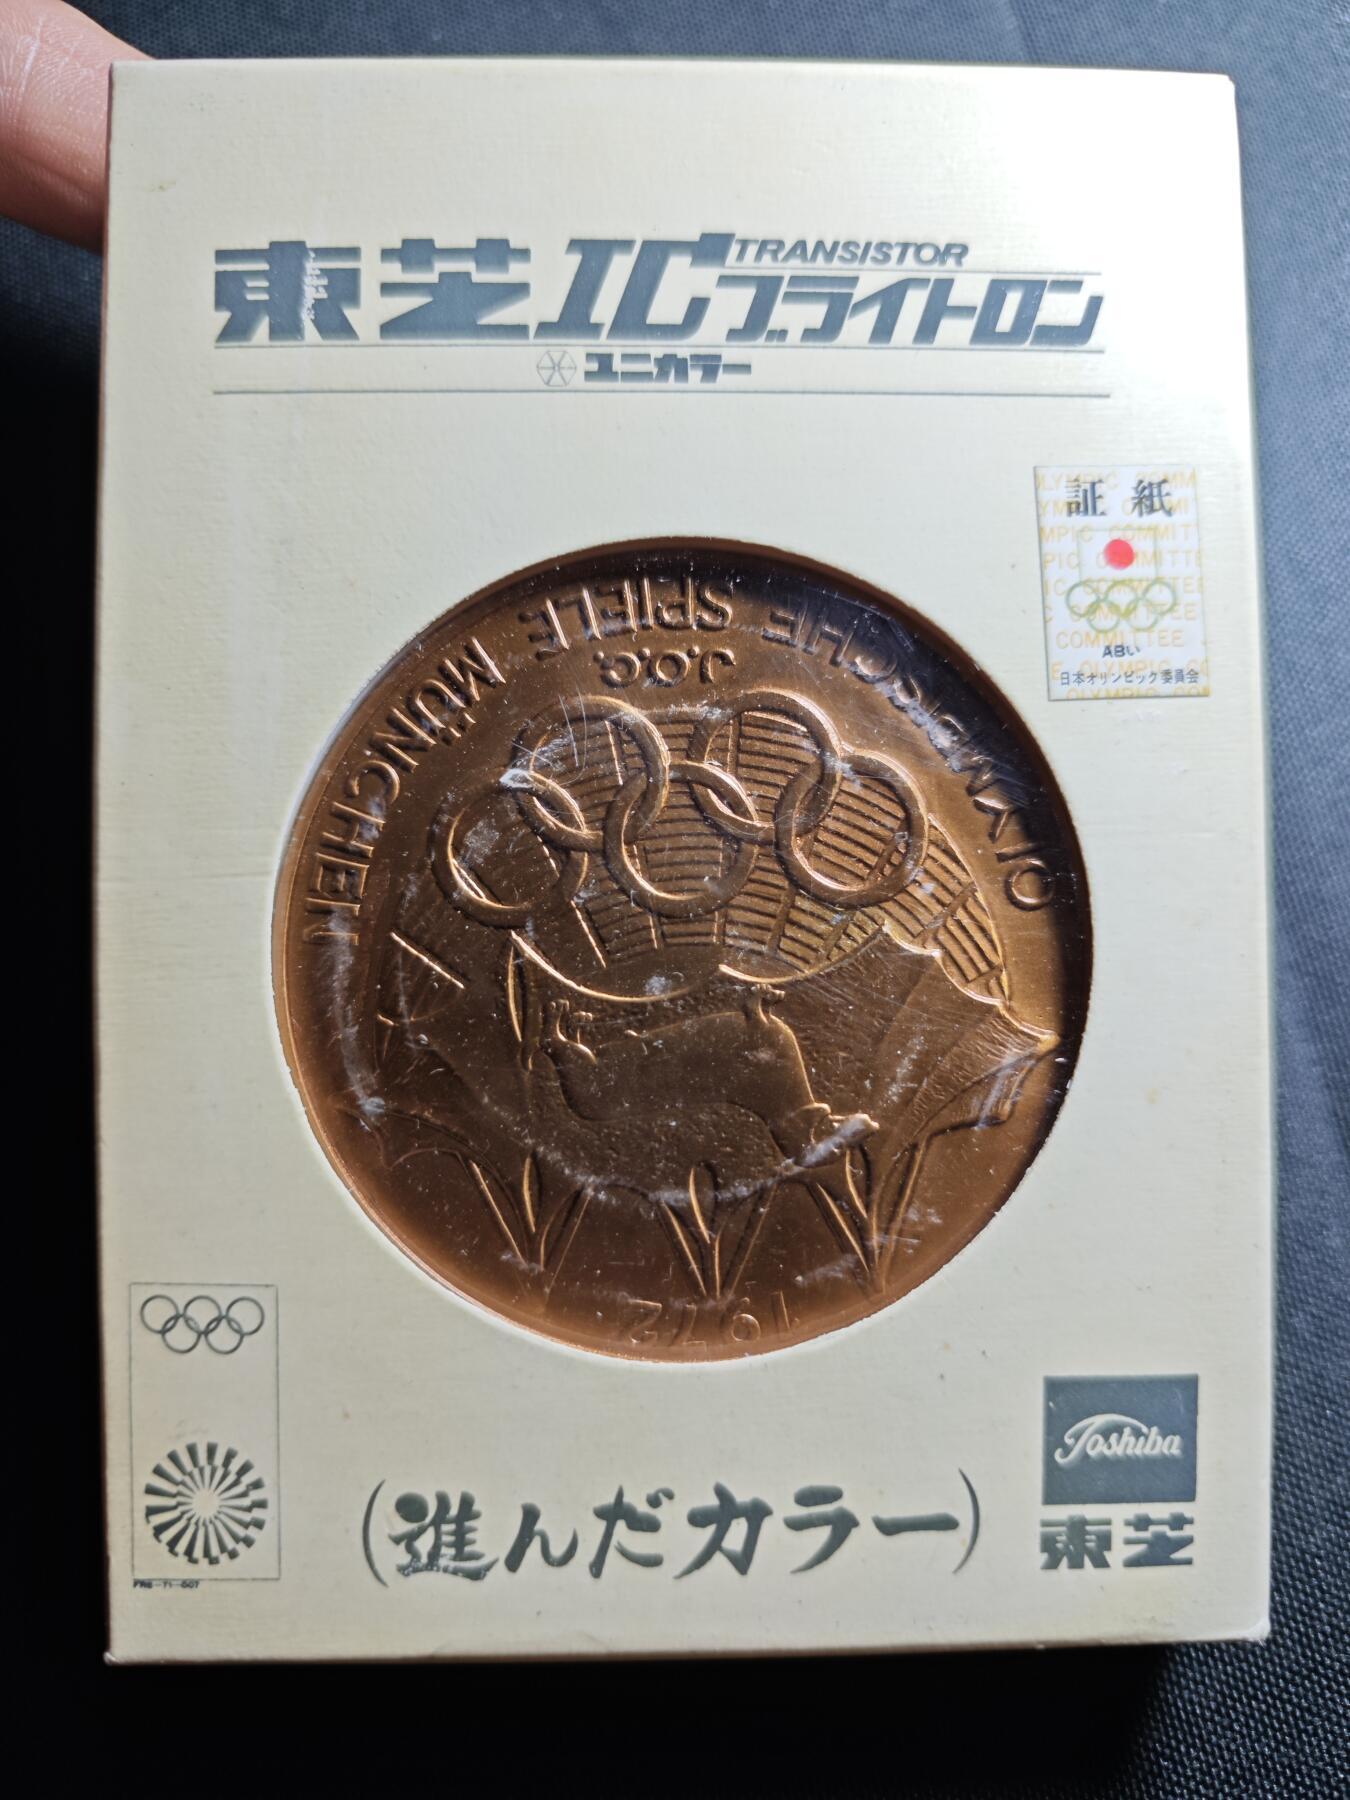 東芝IC TRANSISTOR ブライトロン
ユニカラー
証紙
日本オリンピック委員会
OLYMPISCHE SPIELE MÜNCHEN
J.O.C.
1972
Toshiba
東芝
(進んだカラー)